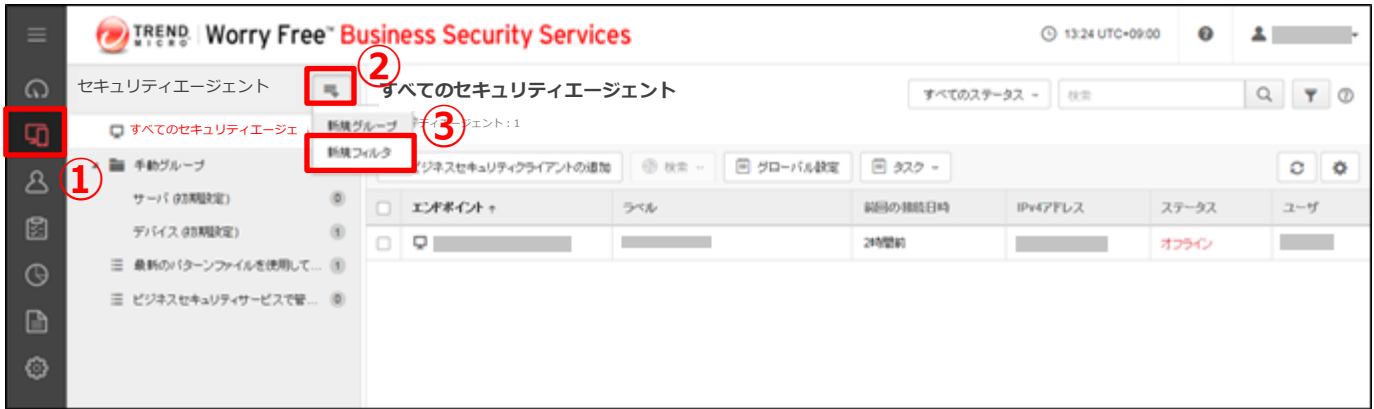 TREND MICRO Worry Free™ Business Security Services
13:24 UTC+09:00
セキュリティエージェント
②
すべてのセキュリティエージェント
すべてのステータス
検索
すべてのセキュリティエージェ
新規グループ
③
ティエージェント：1
新規フィルタ
①
手動グループ
ビジネスセキュリティクライアントの追加
検索
グローバル設定
タスク
サーバ (初期設定) 0
デバイス (初期設定) 1
最新のパターンファイルを使用して... 1
ビジネスセキュリティサービスで管... 0
エンドポイント↑ ラベル 前回の接続日時 IPv4アドレス ステータス ユーザ
2時間前 オフライン